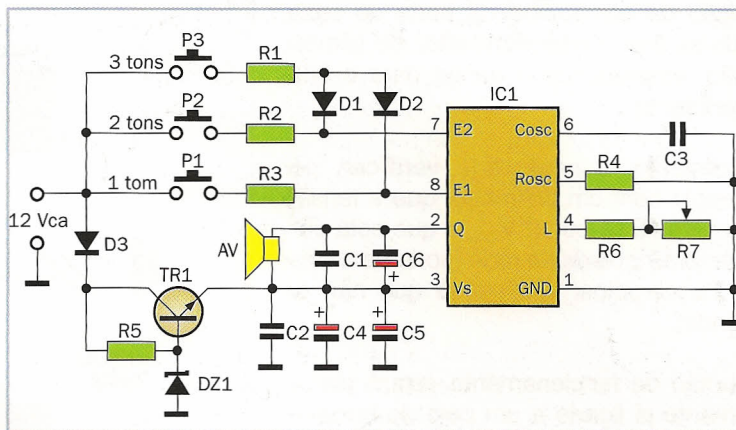 P3
3 tons
R1
P2
D1
D2
IC1
2 tons
R2
7 E2
Cosc 6
P1
C3
1 tom
R3
8 E1
Rosc 5
R4
12 Vca
2 Q
L 4
D3
AV
C1
C6
+
R6
R7
TR1
3 Vs
GND 1
+
+
R5
C2
C4
C5
DZ1